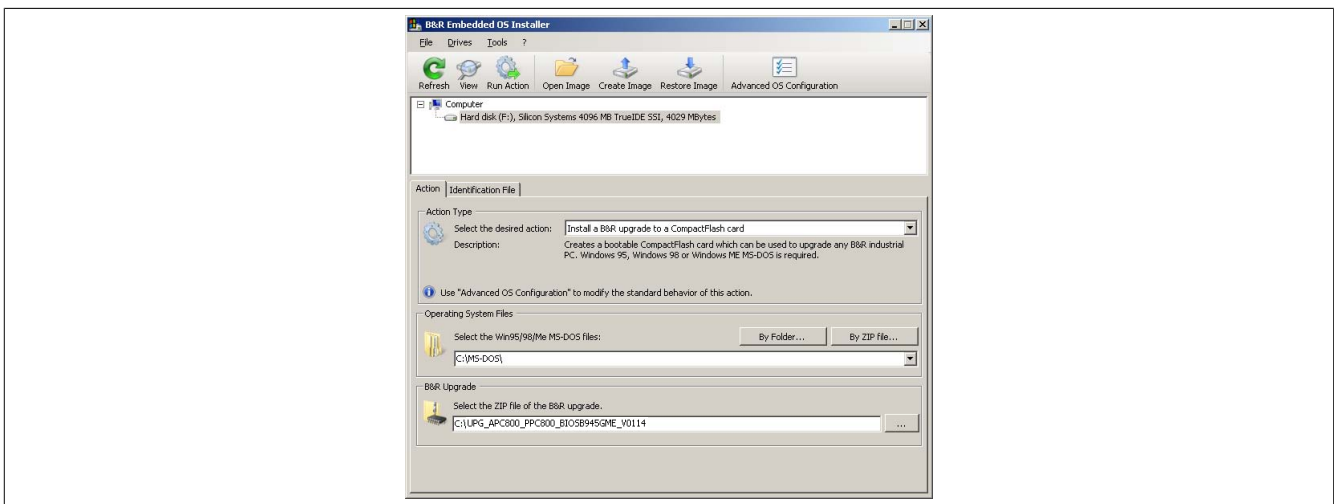 B&R Embedded OS Installer
File Drives Tools ?
Refresh View Run Action Open Image Create Image Restore Image Advanced OS Configuration
Computer
Hard disk (F:), Silicon Systems 4096 MB TrueIDE SSI, 4029 MBytes
Action Identification File
Action Type
Select the desired action: Install a B&R upgrade to a CompactFlash card
Description: Creates a bootable CompactFlash card which can be used to upgrade any B&R industrial
PC. Windows 95, Windows 98 or Windows ME MS-DOS is required.
Use "Advanced OS Configuration" to modify the standard behavior of this action.
Operating System Files
Select the Win95/98/Me MS-DOS files: By Folder... By ZIP file...
C:\MS-DOS\
B&R Upgrade
Select the ZIP file of the B&R upgrade.
C:\UPG_APC800_PPC800_BIOSB945GME_V0114 ...